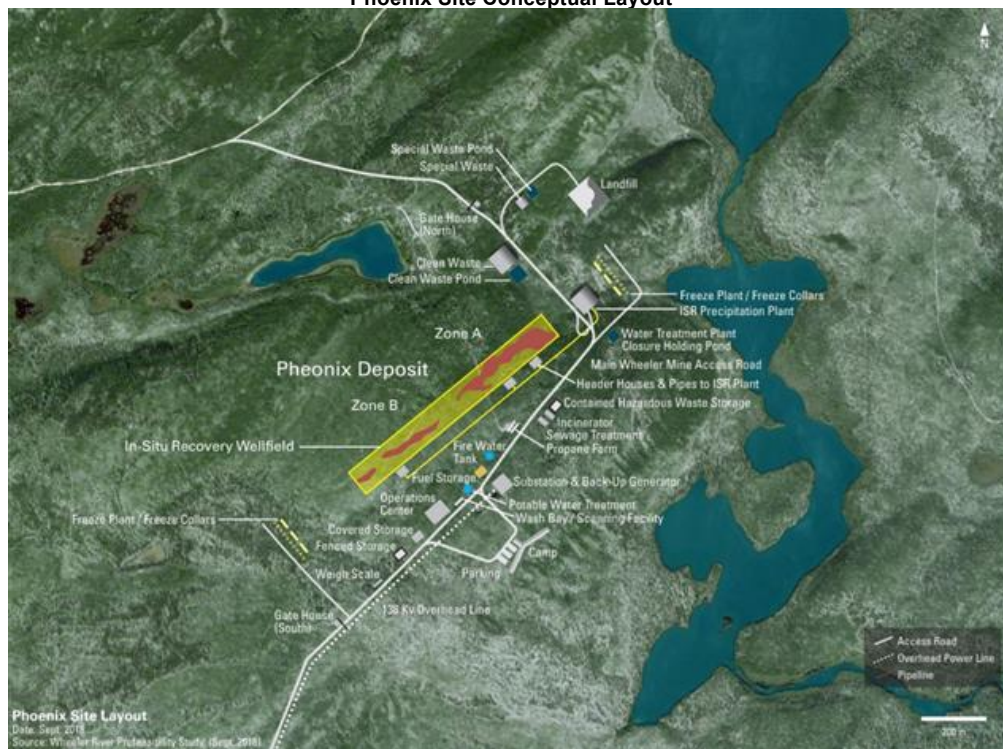 Phoenix Site Conceptual Layout
N
Special Waste Pond
Special Waste
Landfill
Gate House
(North)
Clean Waste
Clean Waste Pond
Freeze Plant / Freeze Collars
ISR Precipitation Plant
Zone A
Water Treatment Plant
Closure Holding Pond
Main Wheeler Mine Access Road
Pheonix Deposit
Header Houses & Pipes to ISR Plant
Zone B
Contained Hazardous Waste Storage
Incinerator
Sewage Treatment
Propane Farm
In-Situ Recovery Wellfield
Fire Water
Tank
Fuel Storage
Substation & Back-Up Generator
Operations
Center
Potable Water Treatment
Wash Bay / Scanning Facility
Freeze Plant / Freeze Collars
Covered Storage
Fenced Storage
Camp
Weigh Scale
Parking
138 Kv Overhead Line
Gate House
(South)
Access Road
Overhead Power Line
Pipeline
Phoenix Site Layout
Date: Sept. 2018
Source: Wheeler River Prefeasibility Study (Sept. 2018)
200 m